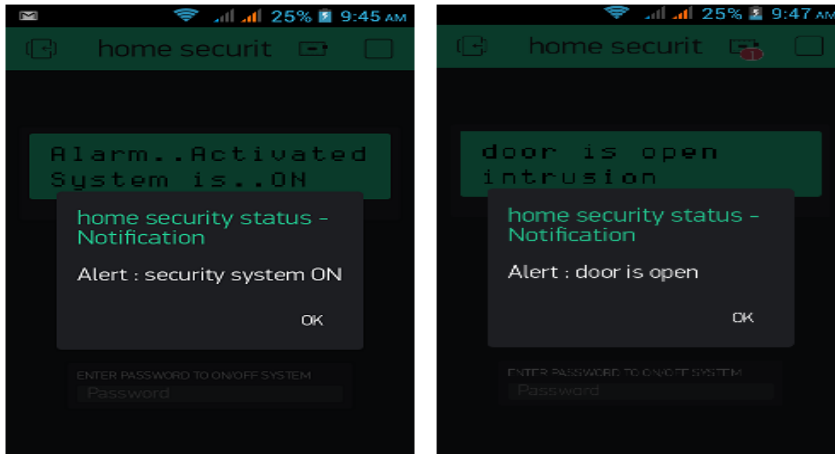 25% 9:45 AM
home securit
Alarm..Activated
System is..ON
home security status -
Notification
Alert : security system ON
OK
ENTER PASSWORD TO ON/OFF SYSTEM
Password
25% 9:47 AM
home securit
1
door is open
intrusion
home security status -
Notification
Alert : door is open
OK
ENTER PASSWORD TO ON/OFF SYSTEM
Password